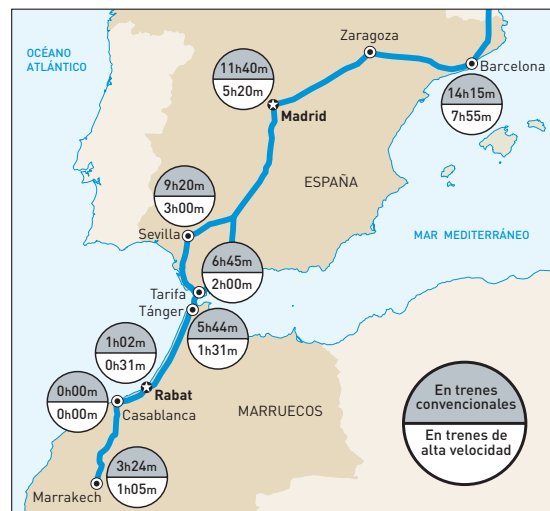 OCÉANO
ATLÁNTICO
Zaragoza
Barcelona
11h40m
5h20m
Madrid
14h15m
7h55m
ESPAÑA
9h20m
3h00m
Sevilla
MAR MEDITERRÁNEO
6h45m
2h00m
Tarifa
Tánger
5h44m
1h31m
1h02m
0h31m
Rabat
0h00m
0h00m
Casablanca
MARRUECOS
3h24m
1h05m
Marrakech
En trenes
convencionales
En trenes de
alta velocidad